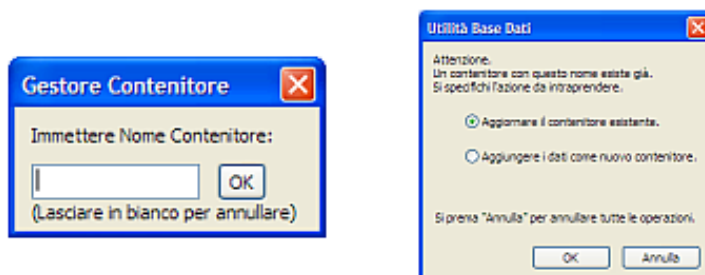 Gestore Contenitore
Immettere Nome Contenitore:
OK
(Lasciare in bianco per annullare)
Utilità Base Dati
Attenzione.
Un contenitore con questo nome esiste già.
Si specifichi l'azione da intraprendere.
Aggiornare il contenitore esistente.
Aggiungere i dati come nuovo contenitore.
Si prema "Annulla" per annullare tutte le operazioni.
OK Annulla